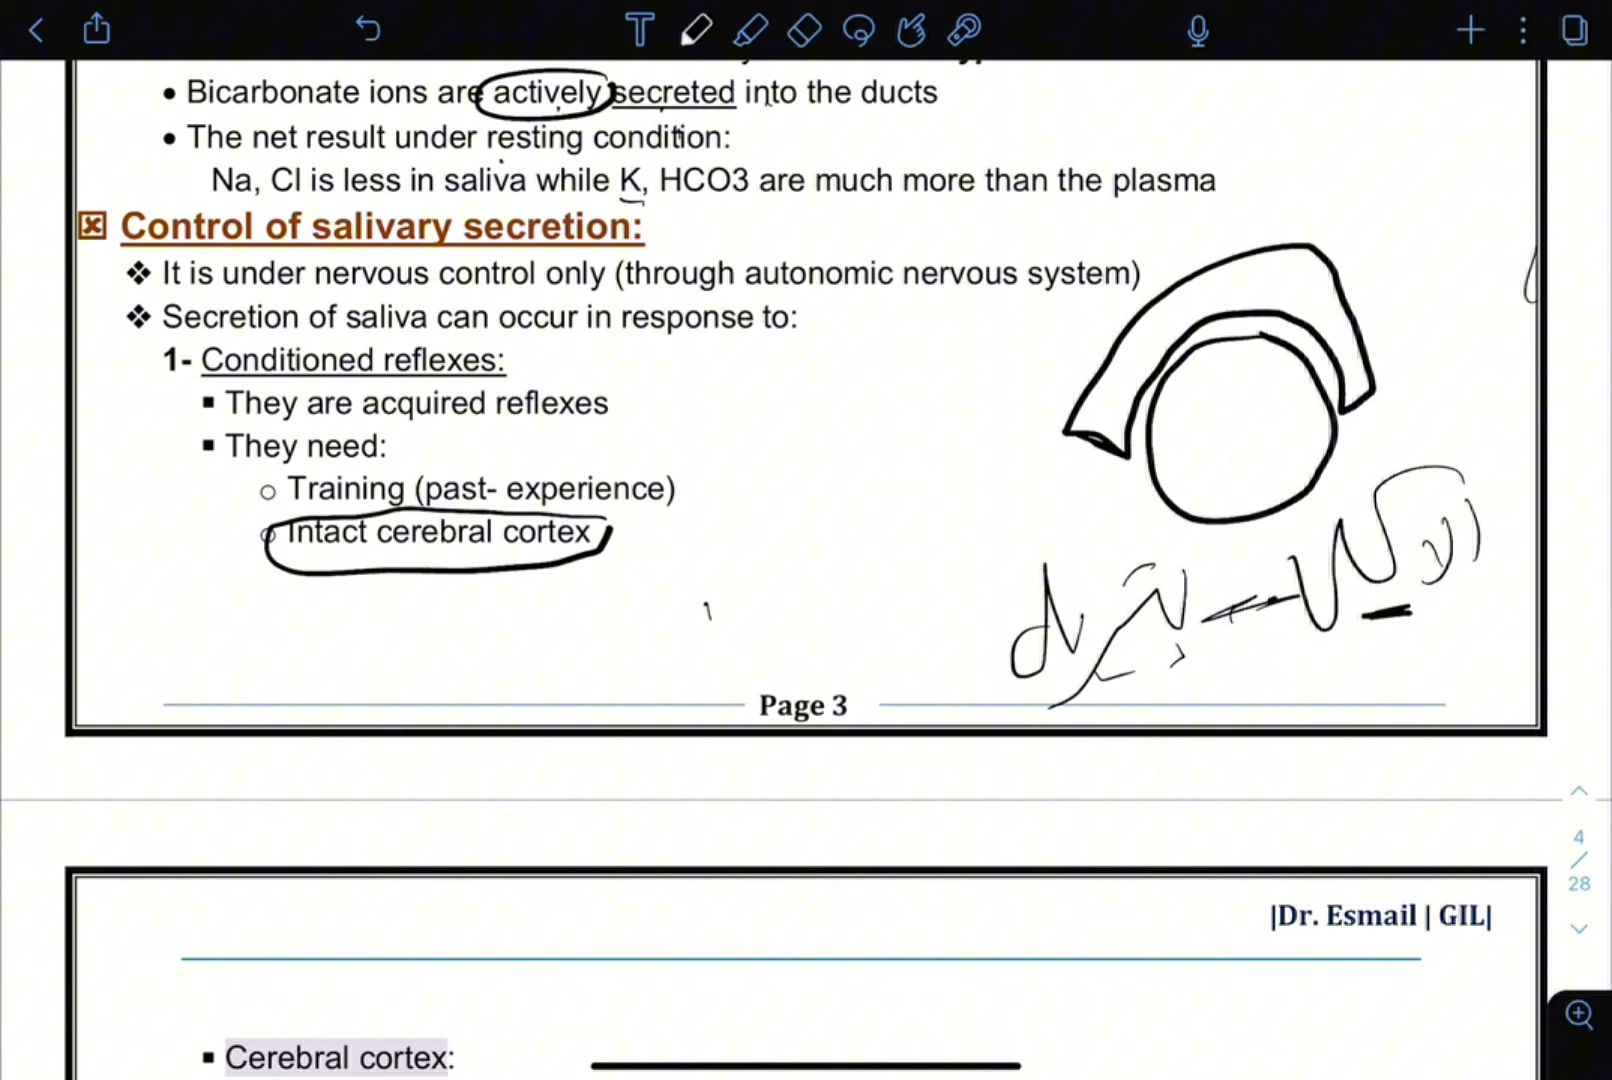 • Bicarbonate ions are actively secreted into the ducts
• The net result under resting condition:
Na, Cl is less in saliva while K, HCO3 are much more than the plasma
Control of salivary secretion:
❖ It is under nervous control only (through autonomic nervous system)
❖ Secretion of saliva can occur in response to:
1- Conditioned reflexes:
▪ They are acquired reflexes
▪ They need:
o Training (past- experience)
o Intact cerebral cortex
Page 3
4
/
28
|Dr. Esmail | GIL|
▪ Cerebral cortex: